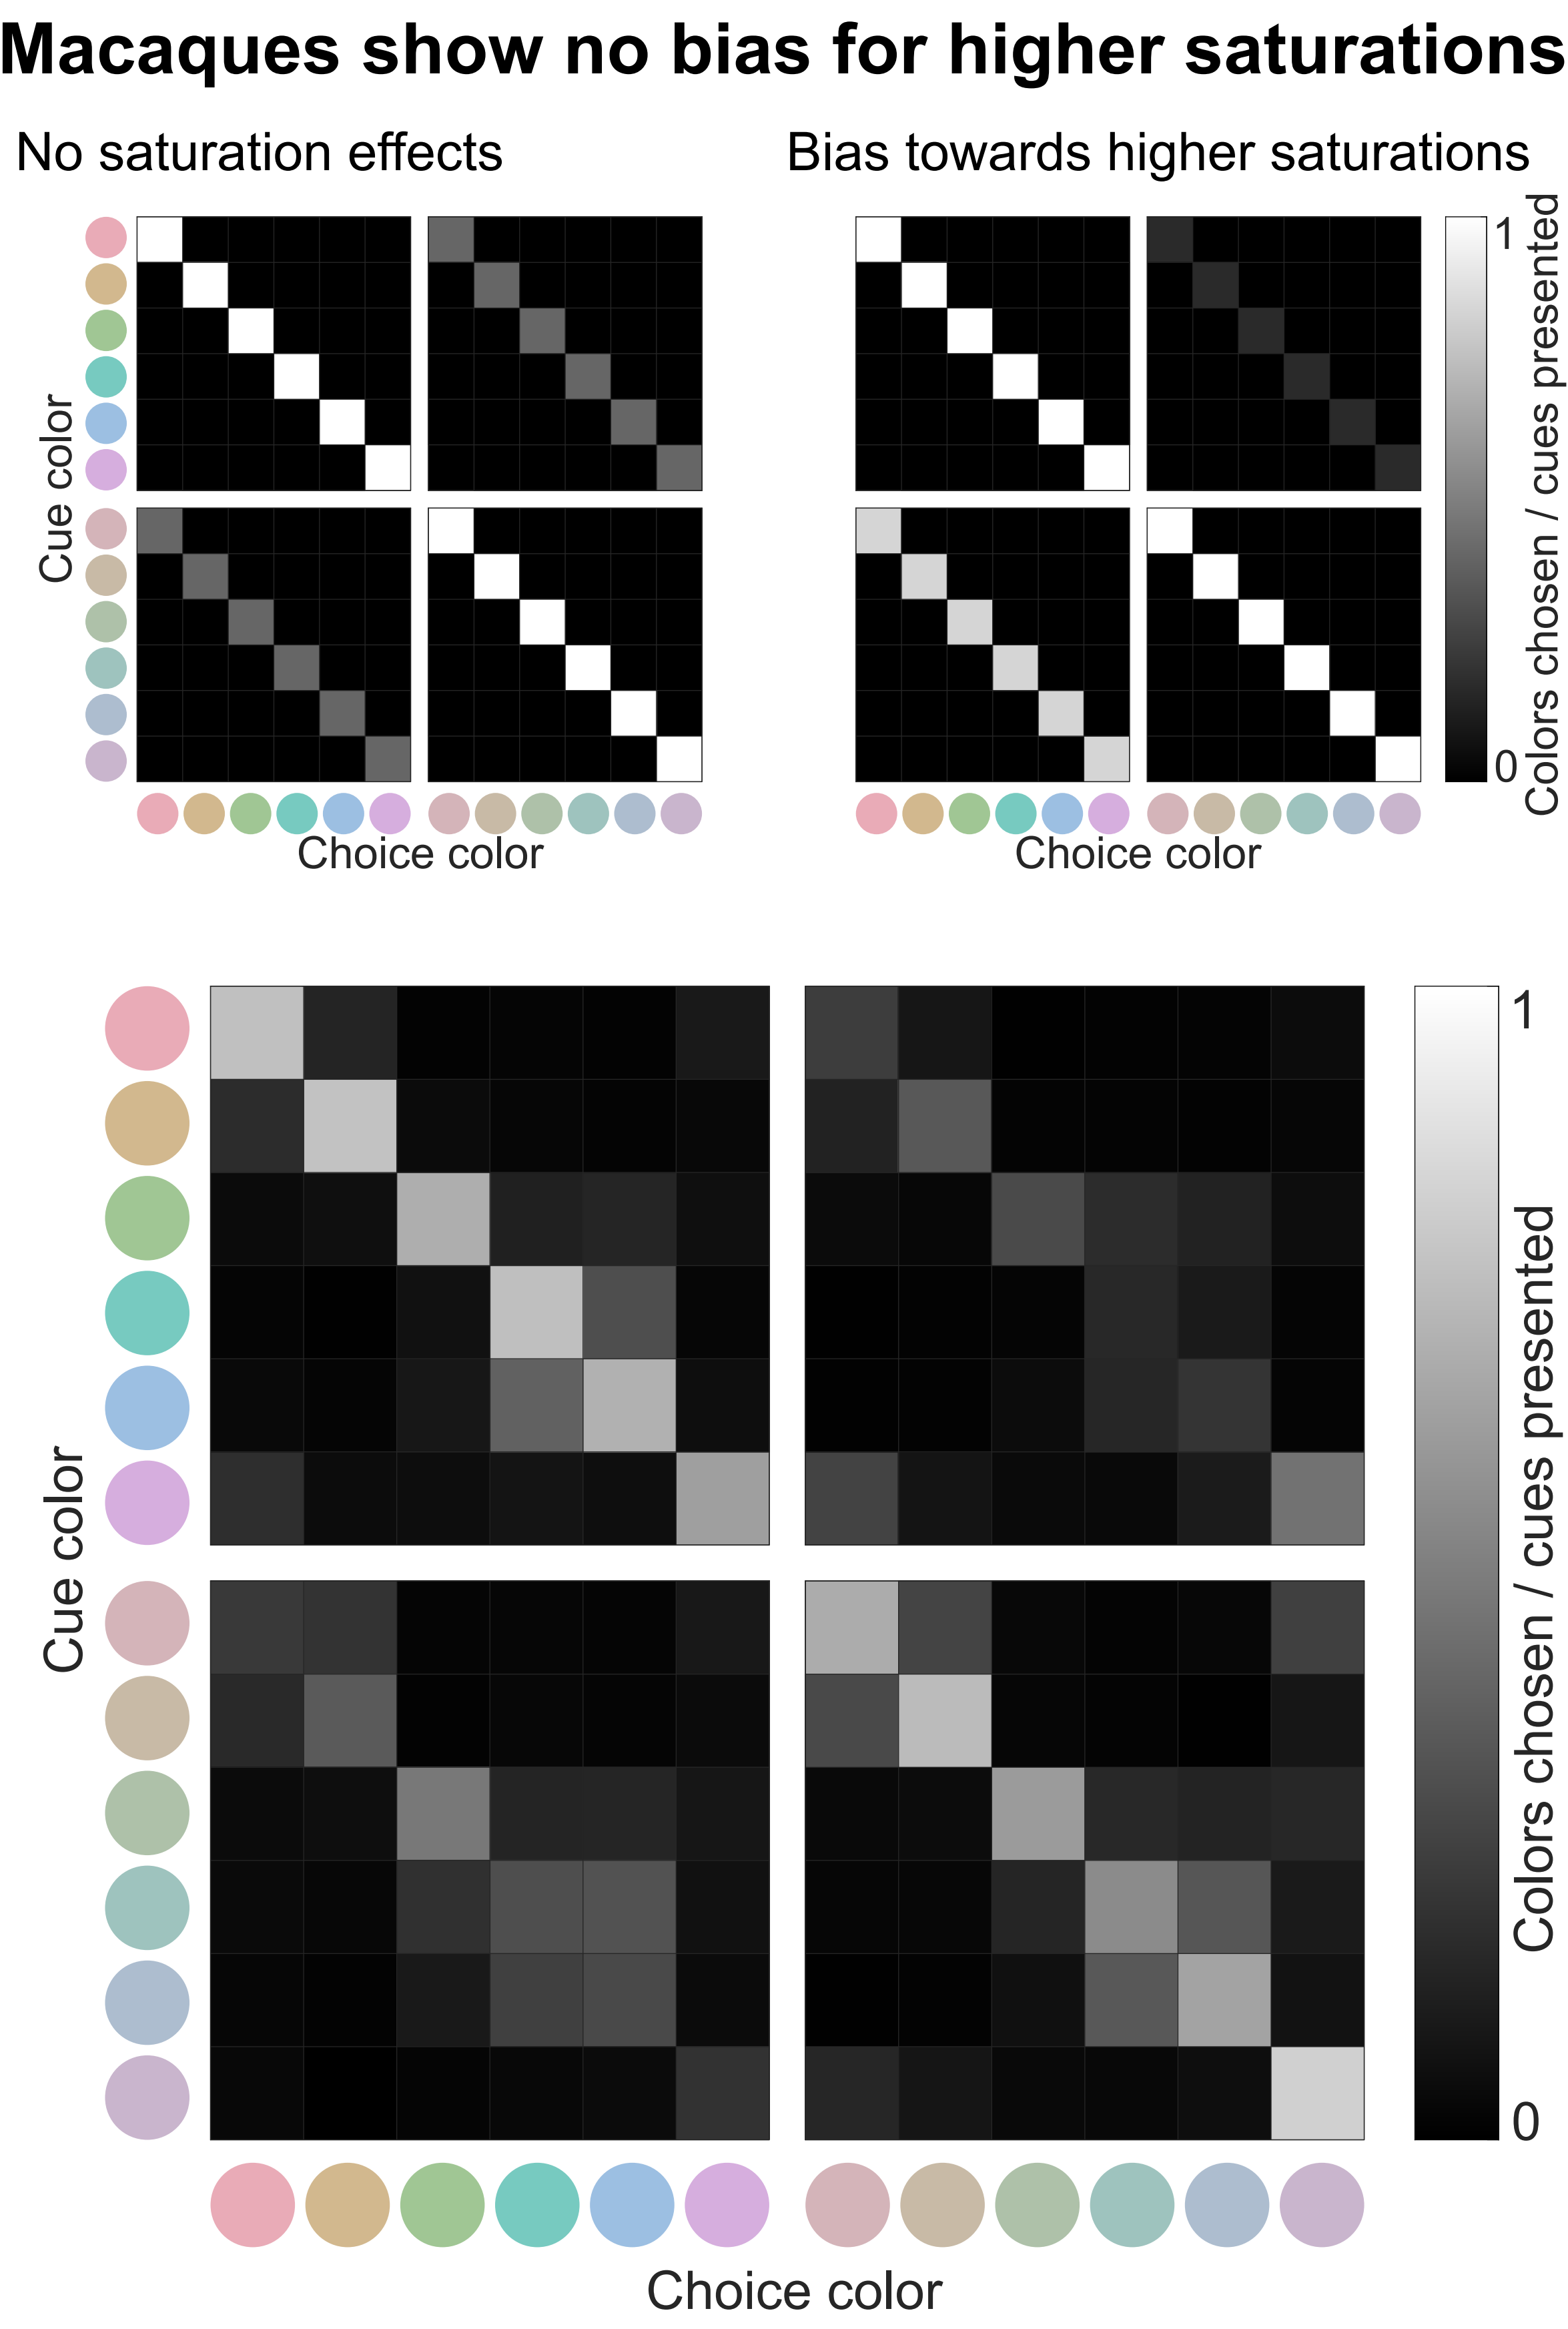 Macaques show no bias for higher saturations
No saturation effects
Bias towards higher saturations
Cue color
Choice color
Choice color
1
0
Colors chosen / cues presented
Cue color
Choice color
1
0
Colors chosen / cues presented